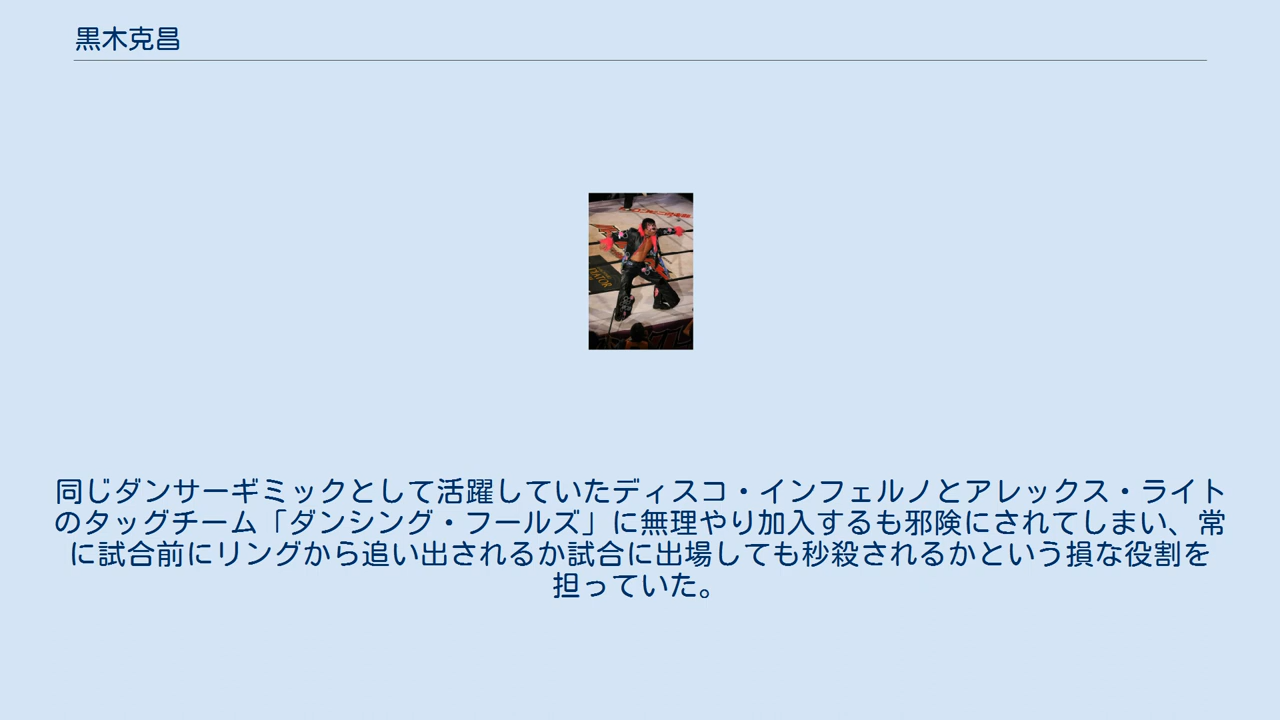 黒木克昌
同じダンサーギミックとして活躍していたディスコ・インフェルノとアレックス・ライト
のタッグチーム「ダンシング・フールズ」に無理やり加入するも邪険にされてしまい、常
に試合前にリングから追い出されるか試合に出場しても秒殺されるかという損な役割を
担っていた。